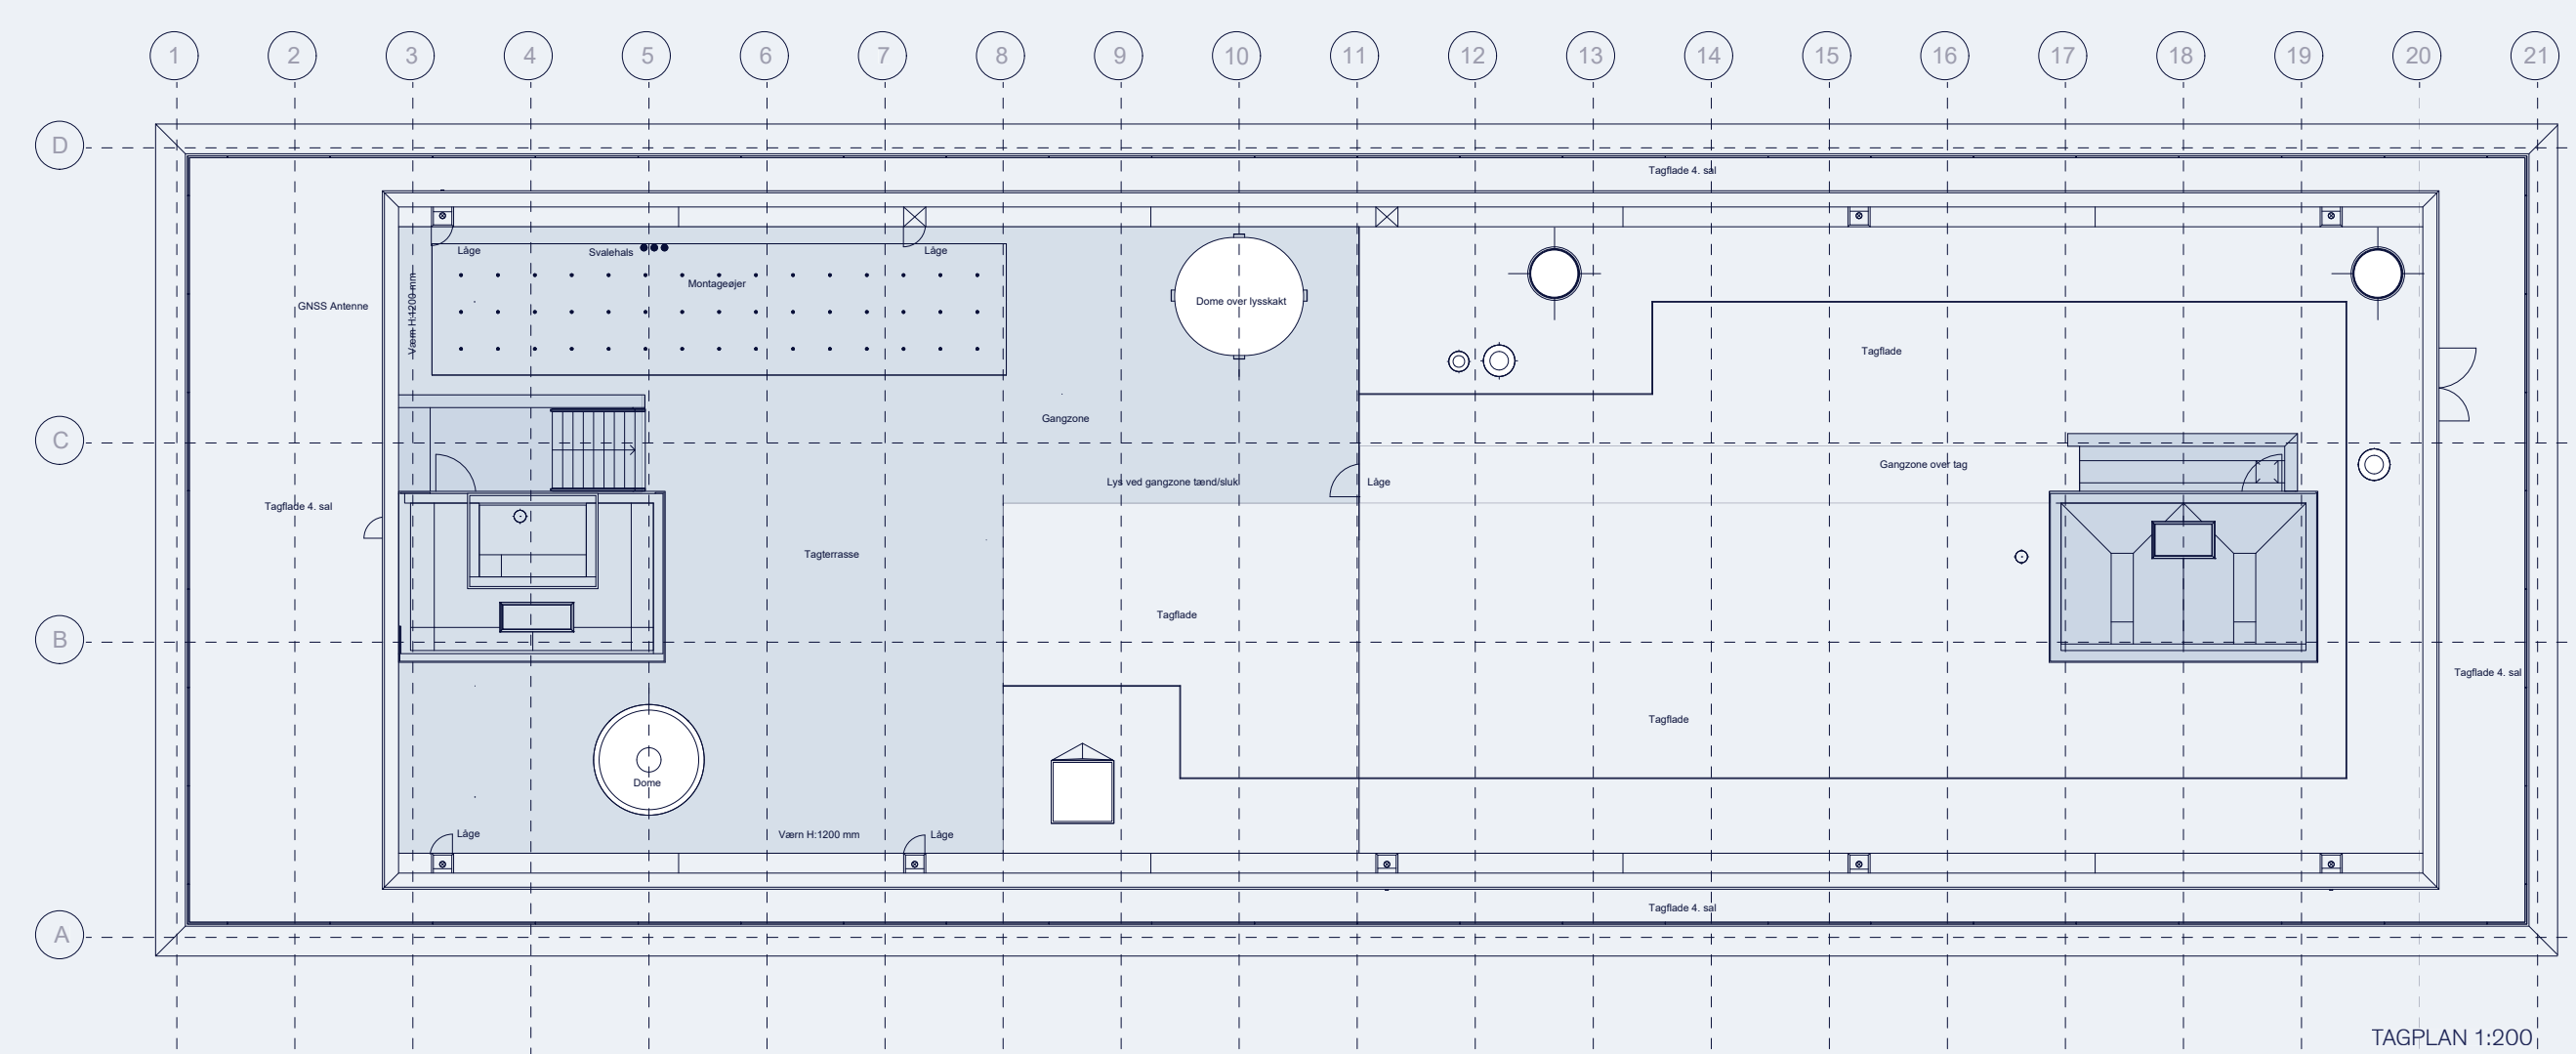 1 2 3 4 5 6 7 8 9 10 11 12 13 14 15 16 17 18 19 20 21
D
Tagflade 4. sal
Låge
Svalehals
Låge
Montageøjer
GNSS Antenne
Værn H:1200 mm
Dome over lysskakt
Tagflade
Gangzone
C
Gangzone over tag
Lys ved gangzone tænd/sluk
Låge
Tagflade 4. sal
Tagterrasse
Tagflade
B
Tagflade 4. sal
Tagflade
Dome
Låge
Værn H:1200 mm
Låge
Tagflade 4. sal
A
TAGPLAN 1:200